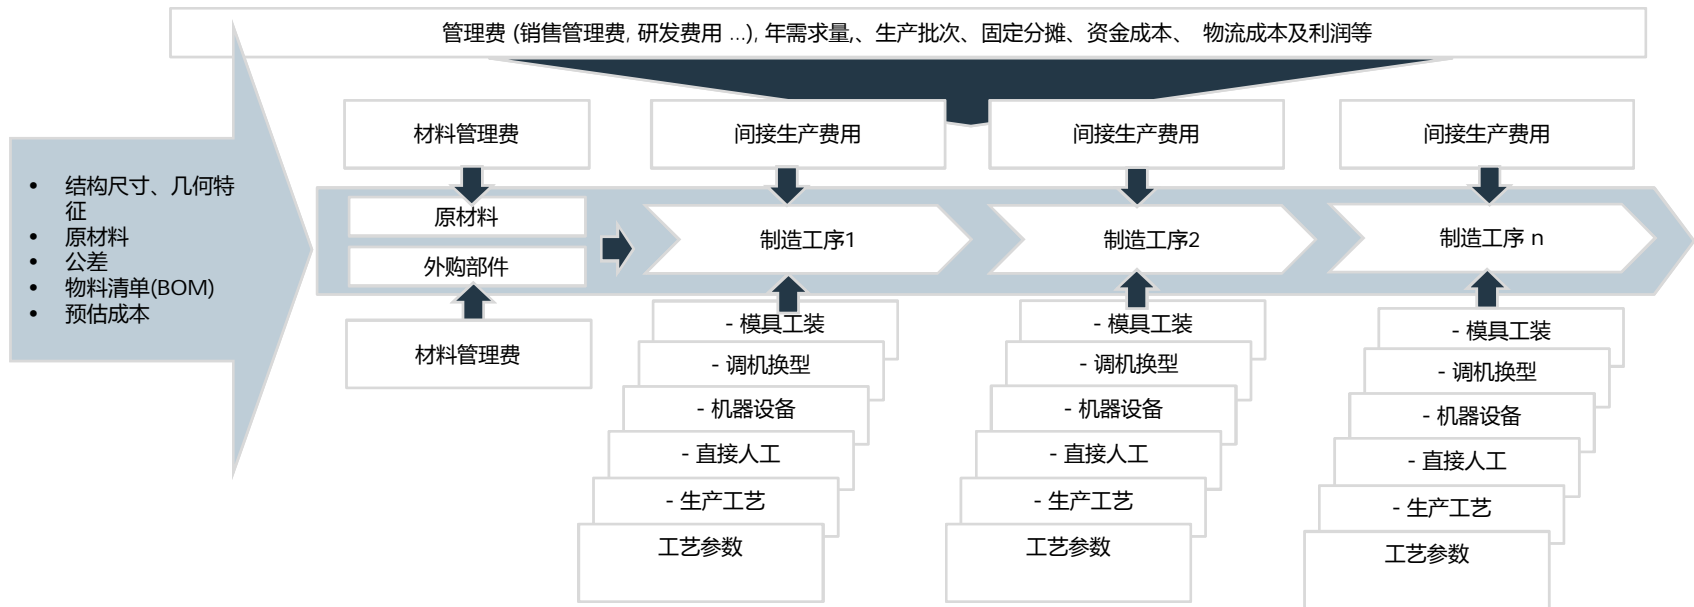 管理费 (销售管理费, 研发费用 ...), 年需求量,、生产批次、固定分摊、资金成本、 物流成本及利润等
材料管理费
间接生产费用
间接生产费用
间接生产费用
• 结构尺寸、几何特
征
• 原材料
• 公差
• 物料清单(BOM)
• 预估成本
原材料
外购部件
制造工序1
制造工序2
制造工序 n
材料管理费
- 模具工装
- 调机换型
- 机器设备
- 直接人工
- 生产工艺
工艺参数
- 模具工装
- 调机换型
- 机器设备
- 直接人工
- 生产工艺
工艺参数
- 模具工装
- 调机换型
- 机器设备
- 直接人工
- 生产工艺
工艺参数